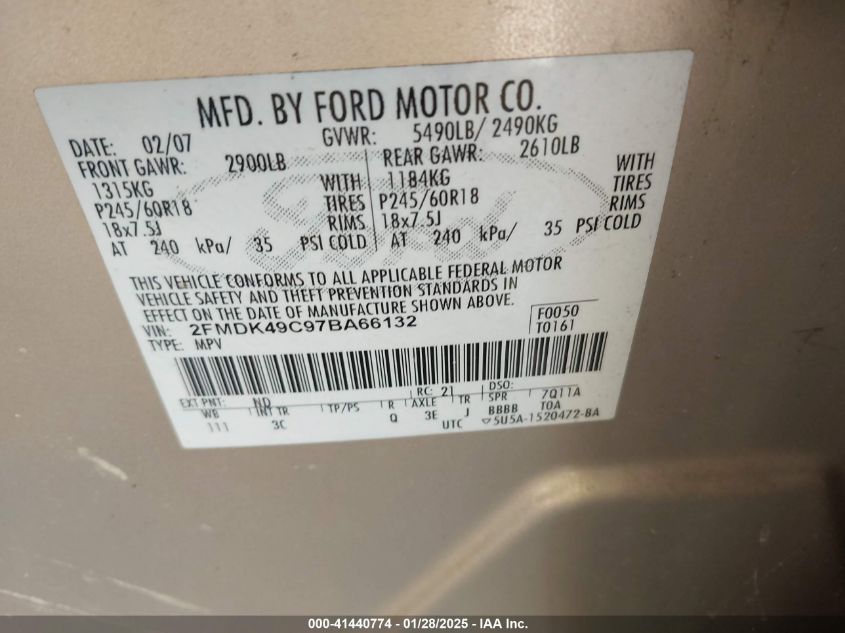 MFD. BY FORD MOTOR CO.
DATE: 02/07 GVWR: 5490LB/ 2490KG
FRONT GAWR: 2900LB REAR GAWR: 2610LB
1315KG WITH 1184KG WITH
P245/60R18 TIRES P245/60R18 TIRES
18x7.5J RIMS 18x7.5J RIMS
AT 240 kPa/ 35 PSI COLD AT 240 kPa/ 35 PSI COLD
THIS VEHICLE CONFORMS TO ALL APPLICABLE FEDERAL MOTOR
VEHICLE SAFETY AND THEFT PREVENTION STANDARDS IN
EFFECT ON THE DATE OF MANUFACTURE SHOWN ABOVE.
VIN: 2FMDK49C97BA66132 F0050
TYPE: MPV T0161
EXT PNT: ND RC: 21 DSO:
WB INT TR TP/PS R AXLE TR SPR 7Q11A
111 3C Q 3E J BBBB T0A
UTC 5U5A-1520472-BA
Ford
000-41440774 | 01/28/2025 - IAA Inc.